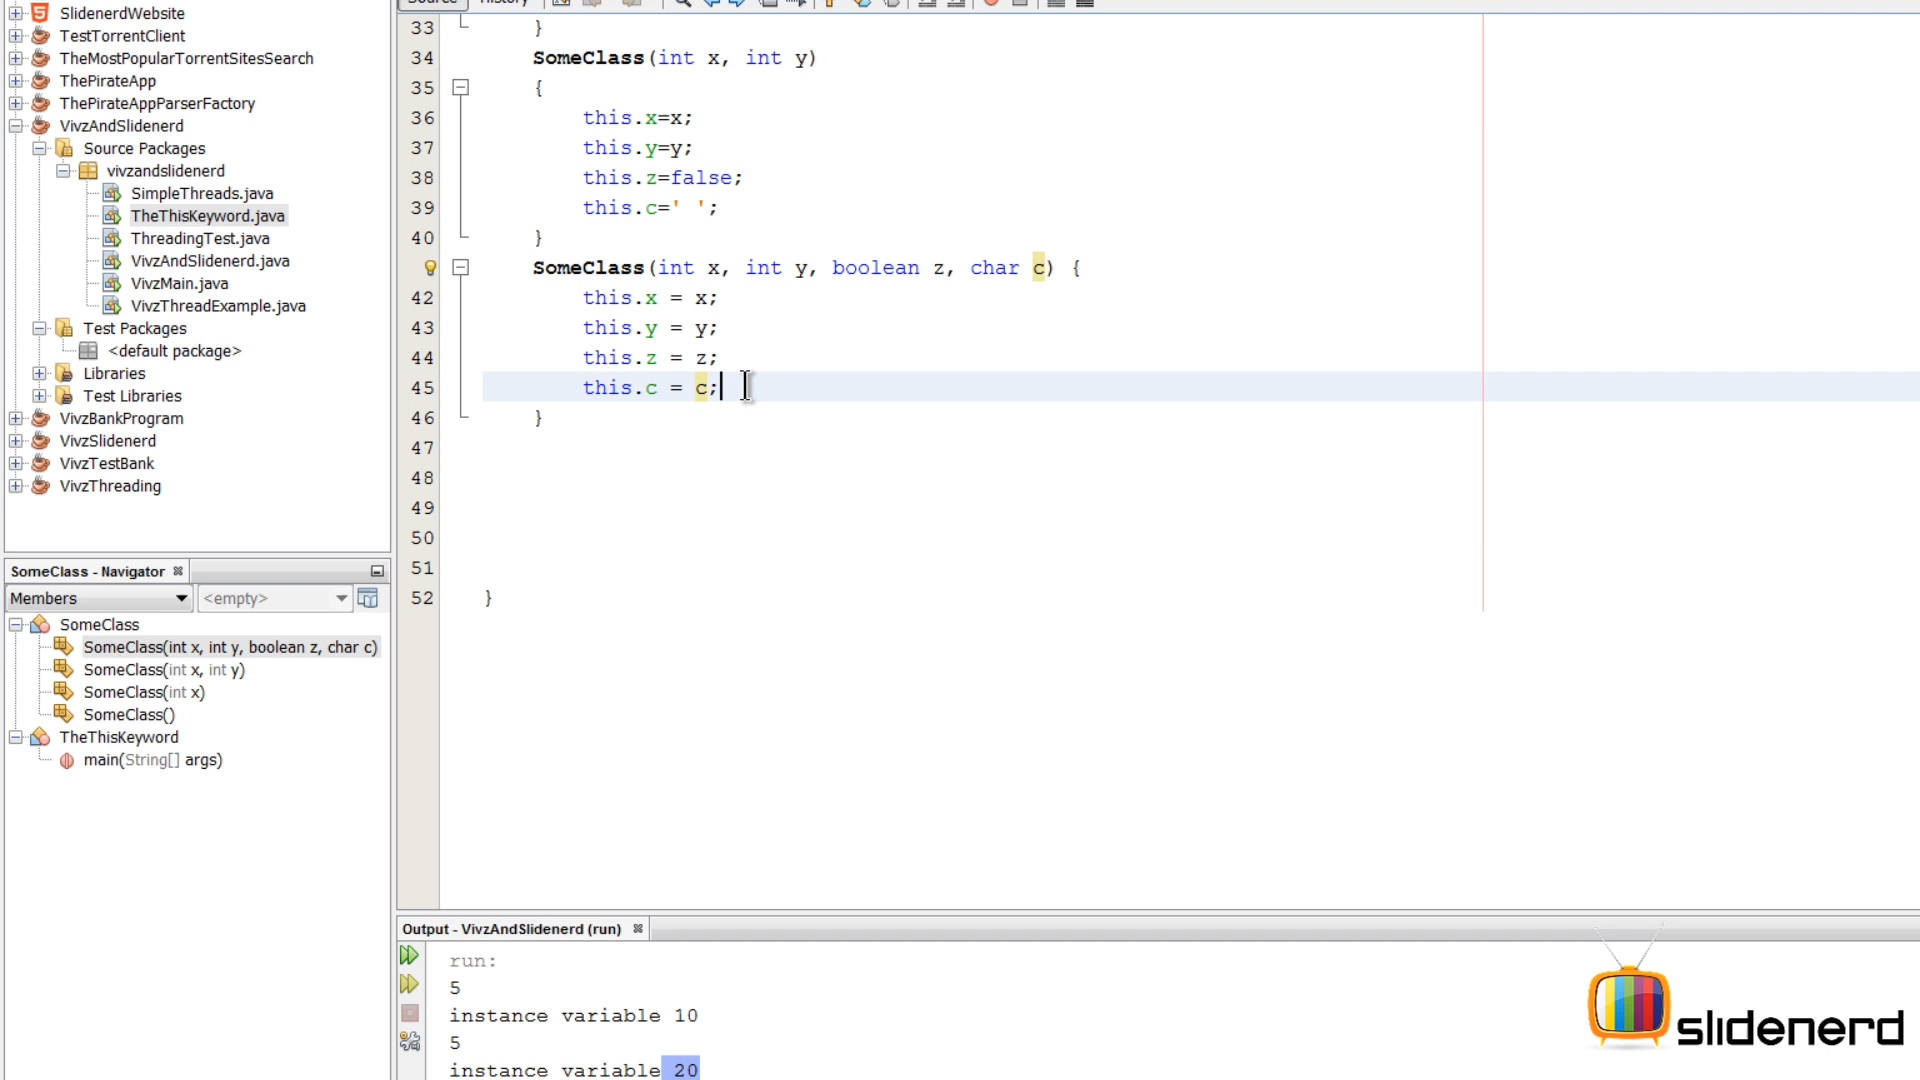 SlidenerdWebsite
TestTorrentClient
TheMostPopularTorrentSitesSearch
ThePirateApp
ThePirateAppParserFactory
VivzAndSlidenerd
Source Packages
vivzandslidenerd
SimpleThreads.java
TheThisKeyword.java
ThreadingTest.java
VivzAndSlidenerd.java
VivzMain.java
VivzThreadExample.java
Test Packages
<default package>
Libraries
Test Libraries
VivzBankProgram
VivzSlidenerd
VivzTestBank
VivzThreading
SomeClass - Navigator
Members
<empty>
SomeClass
SomeClass(int x, int y, boolean z, char c)
SomeClass(int x, int y)
SomeClass(int x)
SomeClass()
TheThisKeyword
main(String[] args)
Source History
33 }
34 SomeClass(int x, int y)
35 {
36 this.x=x;
37 this.y=y;
38 this.z=false;
39 this.c=' ';
40 }
SomeClass(int x, int y, boolean z, char c) {
42 this.x = x;
43 this.y = y;
44 this.z = z;
45 this.c = c;
46 }
47
48
49
50
51
52 }
Output - VivzAndSlidenerd (run)
run:
5
instance variable 10
5
instance variable 20
slidenerd